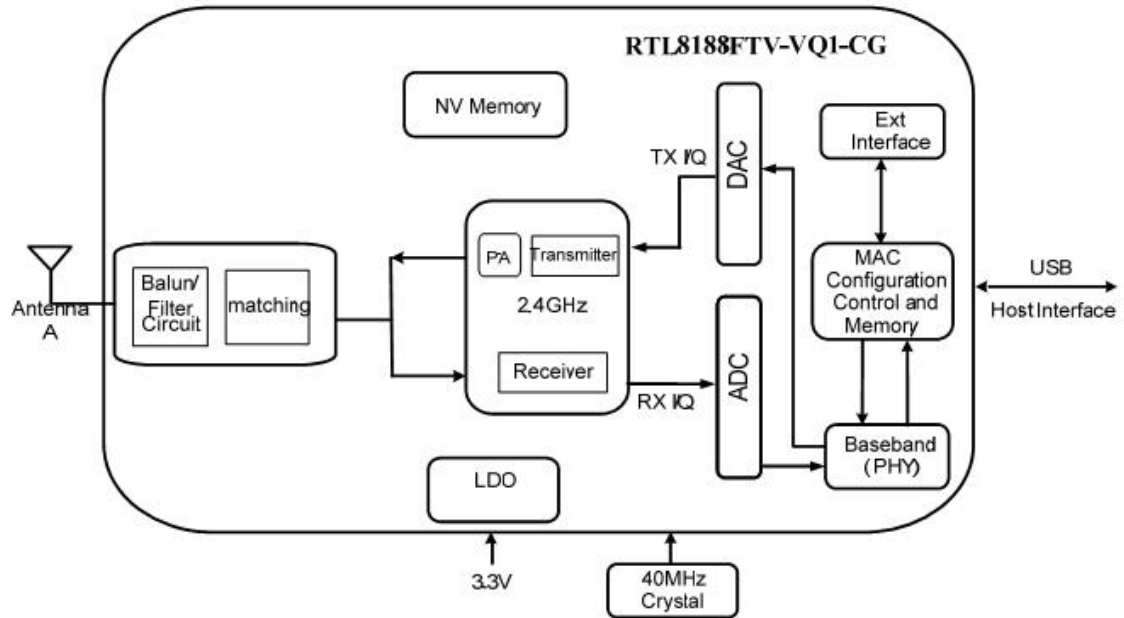 RTL8188FTV-VQ1-CG
NV Memory
Ext
Interface
DAC
TX I/Q
PA
Transmitter
2.4GHz
Receiver
MAC
Configuration
Control and
Memory
USB
Host Interface
Balun/
Filter
Circuit
matching
Antenna
A
ADC
RX I/Q
Baseband
(PHY)
LDO
3.3V
40MHz
Crystal